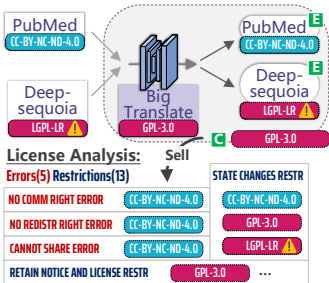 PubMed
CC-BY-NC-ND-4.0
Deep-
sequoia
LGPL-LR
Big
Translate
GPL-3.0
PubMed
E
CC-BY-NC-ND-4.0
E
Deep-
sequoia
LGPL-LR
C
GPL-3.0
License Analysis:
Sell
Errors(5) Restrictions(13)
NO COMM RIGHT ERROR CC-BY-NC-ND-4.0
NO REDISTR RIGHT ERROR CC-BY-NC-ND-4.0
CANNOT SHARE ERROR CC-BY-NC-ND-4.0
STATE CHANGES RESTR
CC-BY-NC-ND-4.0
GPL-3.0
LGPL-LR
RETAIN NOTICE AND LICENSE RESTR GPL-3.0 ...